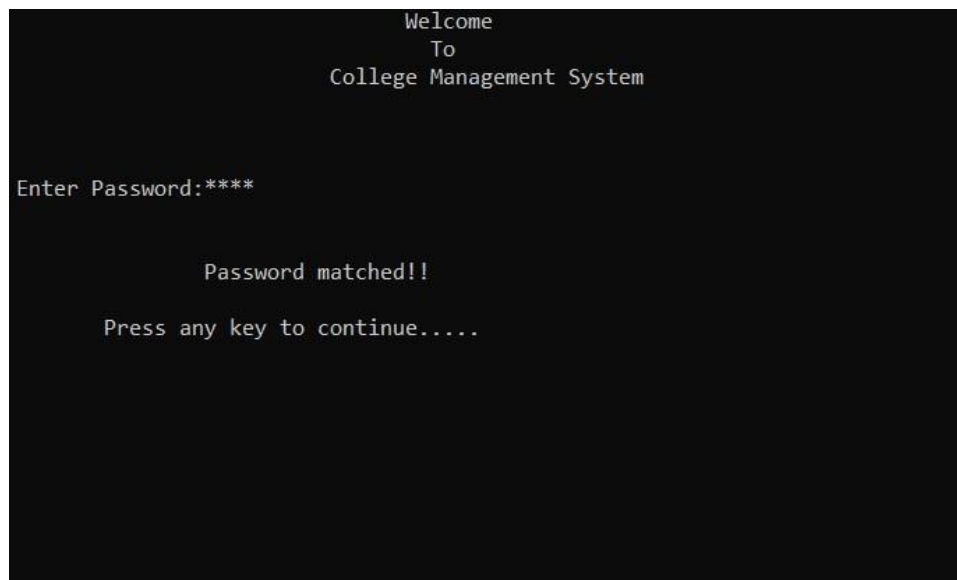 Welcome
To
College Management System
Enter Password:****
Password matched!!
Press any key to continue.....